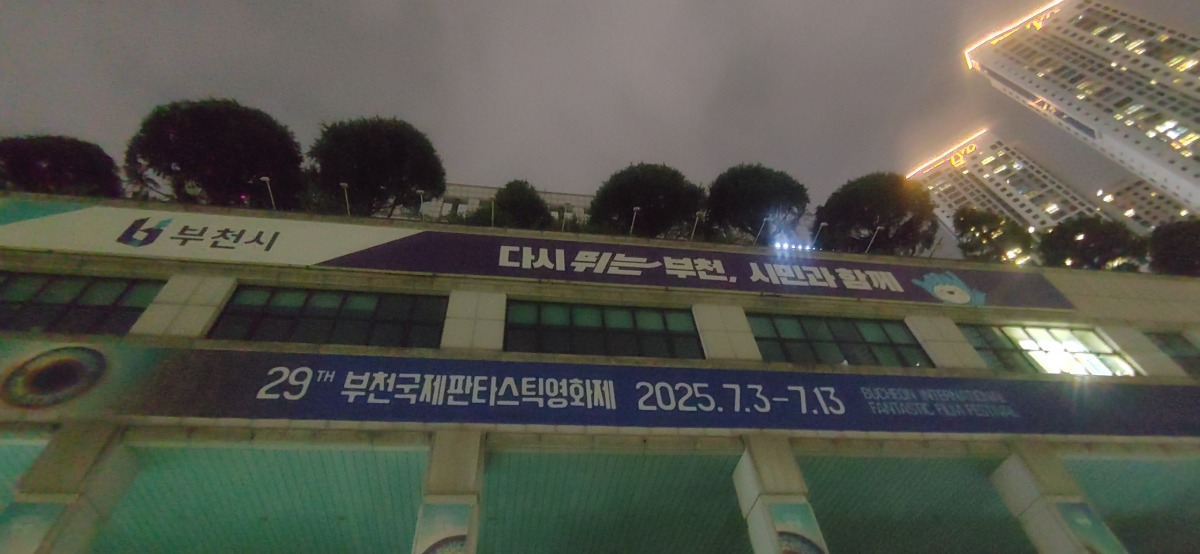 부천시
다시 뛰는 부천, 시민과 함께
29TH 부천국제판타스틱영화제 2025.7.3-7.13
BUCHEON INTERNATIONAL
FANTASTIC FILM FESTIVAL